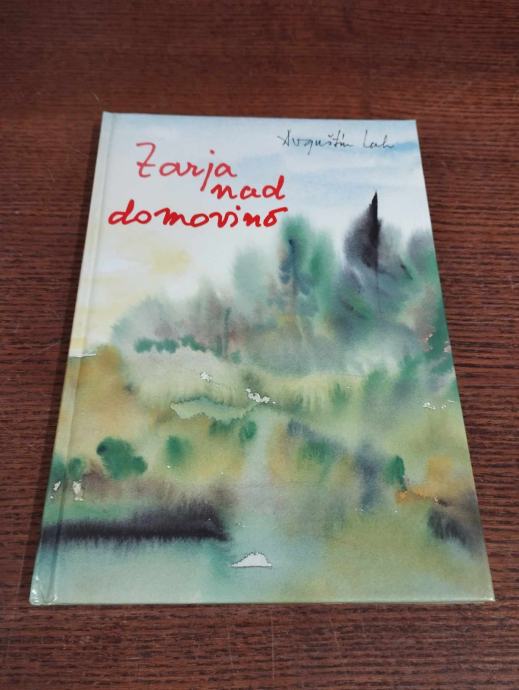 Avguštin Lah
Zarja
nad
domovino